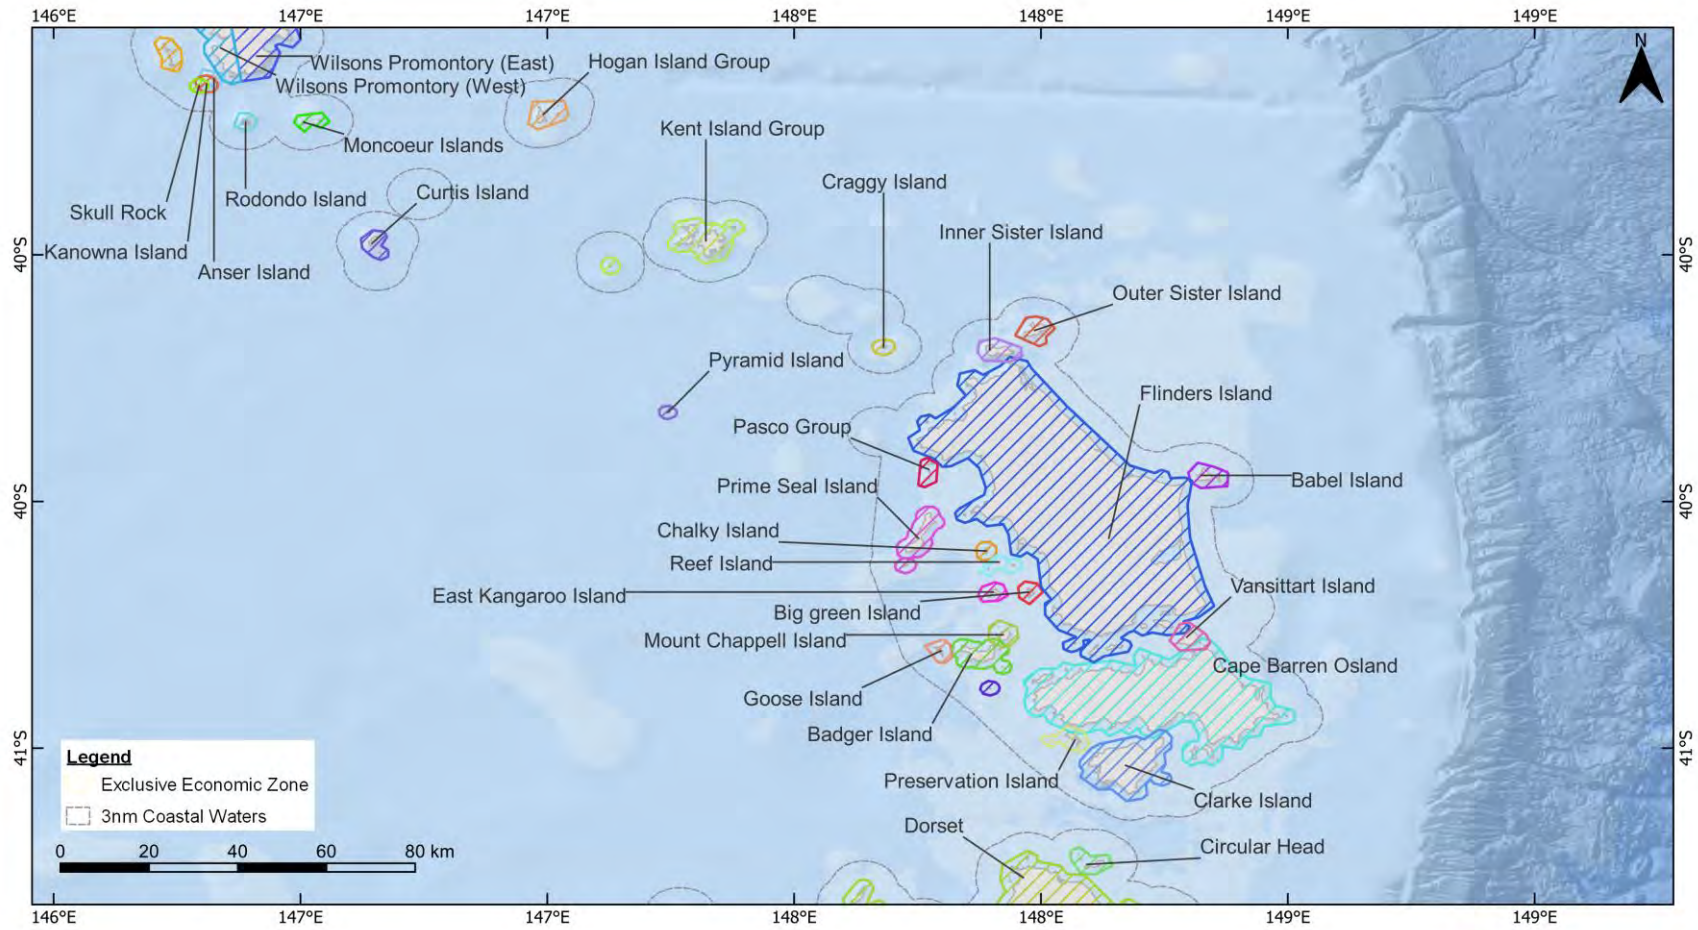 146°E 147°E 147°E 148°E 148°E 149°E 149°E
N
Wilsons Promontory (East)
Hogan Island Group
Wilsons Promontory (West)
Kent Island Group
Moncoeur Islands
Craggy Island
Rodondo Island
Curtis Island
Skull Rock
Inner Sister Island
Kanowna Island
40°S
40°S
Anser Island
Outer Sister Island
Pyramid Island
Flinders Island
Pasco Group
Babel Island
Prime Seal Island
40°S
40°S
Chalky Island
Reef Island
Vansittart Island
East Kangaroo Island
Big green Island
Mount Chappell Island
Cape Barren Osland
Goose Island
Badger Island
41°S
41°S
Legend
Exclusive Economic Zone
3nm Coastal Waters
Preservation Island
Clarke Island
Dorset
Circular Head
0 20 40 60 80 km
146°E 147°E 147°E 148°E 148°E 149°E 149°E